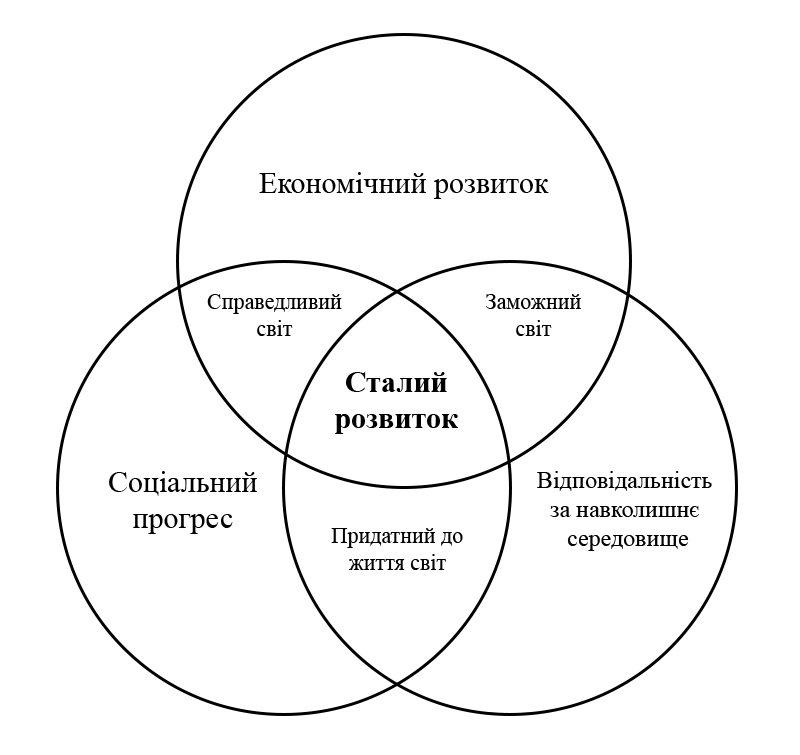 Економічний розвиток
Справедливий
світ
Заможний
світ
Сталий
розвиток
Соціальний
прогрес
Відповідальність
за навколишнє
середовище
Придатний до
життя світ